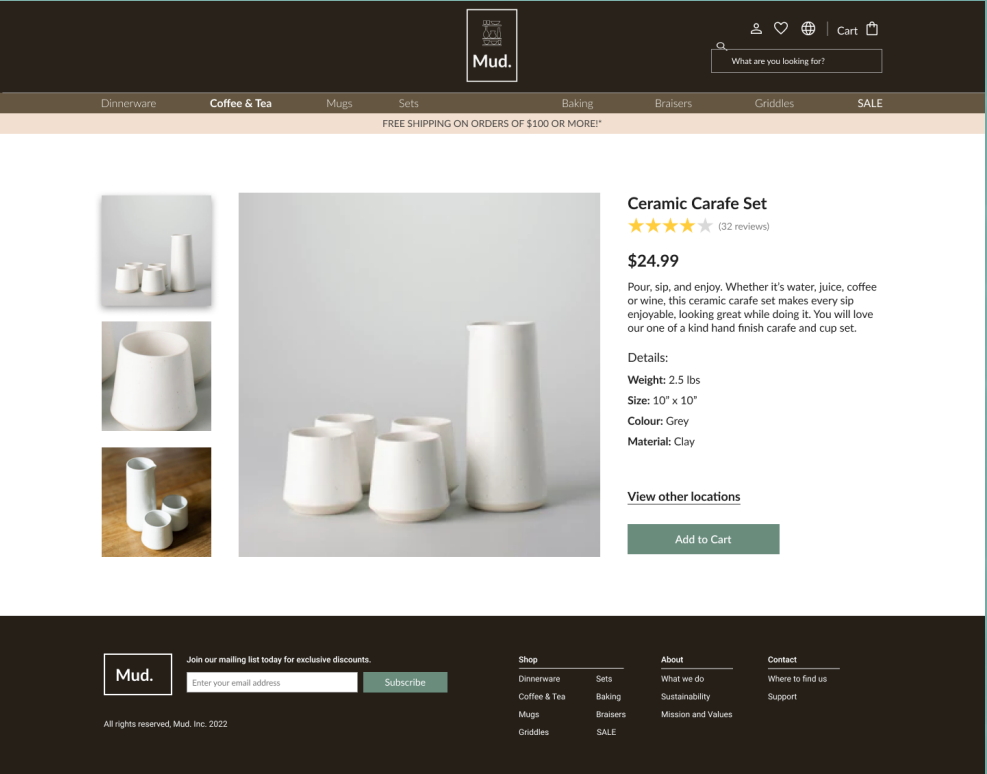 Mud.
Cart
What are you looking for?
Dinnerware Coffee & Tea Mugs Sets Baking Braisers Griddles SALE
FREE SHIPPING ON ORDERS OF $100 OR MORE!*
Ceramic Carafe Set
(32 reviews)
$24.99
Pour, sip, and enjoy. Whether it's water, juice, coffee
or wine, this ceramic carafe set makes every sip
enjoyable, looking great while doing it. You will love
our one of a kind hand finish carafe and cup set.
Details:
Weight: 2.5 lbs
Size: 10" x 10"
Colour: Grey
Material: Clay
View other locations
Add to Cart
Mud.
Join our mailing list today for exclusive discounts.
Enter your email address
Subscribe
All rights reserved, Mud. Inc. 2022
Shop
Dinnerware Sets
Coffee & Tea Baking
Mugs Braisers
Griddles SALE
About
What we do
Sustainability
Mission and Values
Contact
Where to find us
Support